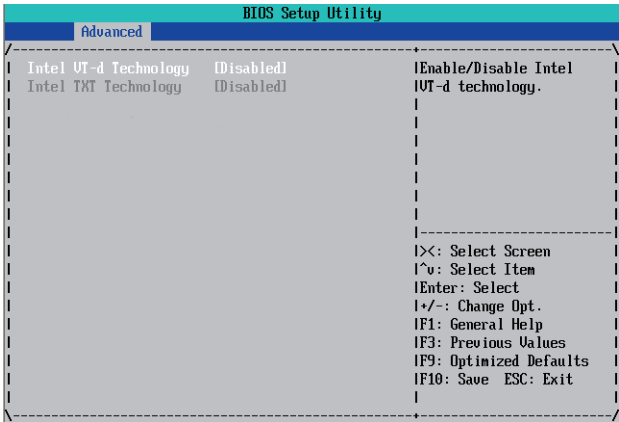 BIOS Setup Utility
Advanced
Intel VT-d Technology [Disabled]
Intel TXT Technology [Disabled]
Enable/Disable Intel
VT-d technology.
><: Select Screen
^v: Select Item
Enter: Select
+/-: Change Opt.
F1: General Help
F3: Previous Values
F9: Optimized Defaults
F10: Save ESC: Exit